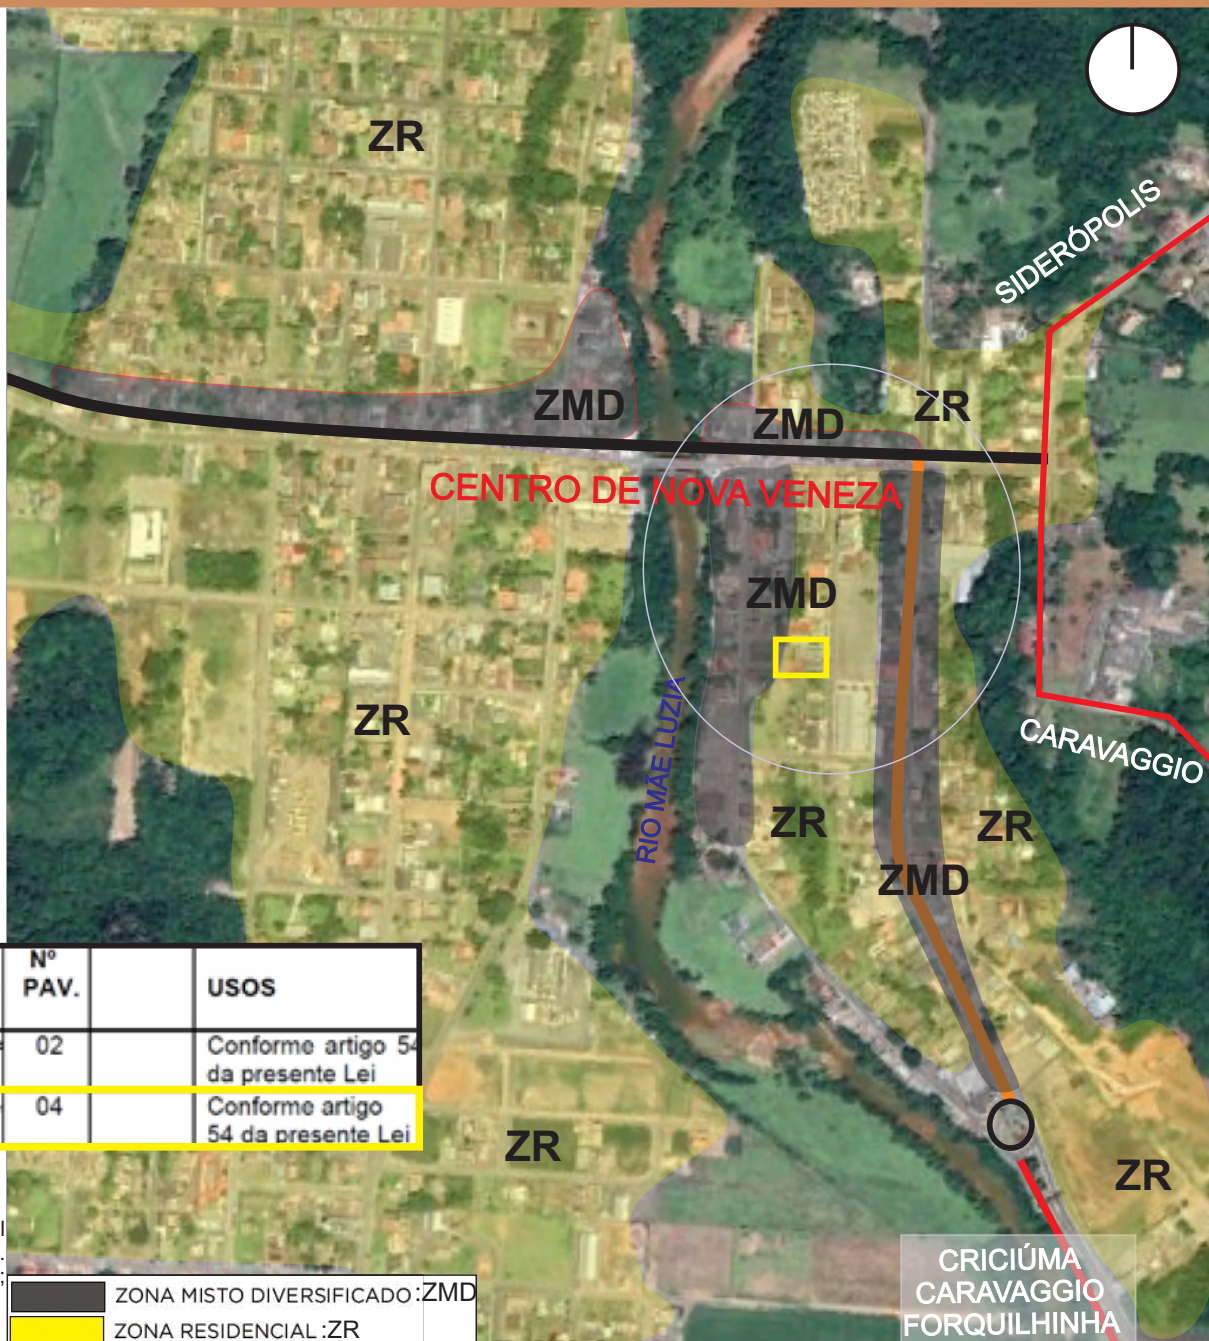 ZR
SIDERÓPOLIS
ZMD
ZMD
ZR
CENTRO DE NOVA VENEZA
ZMD
ZR
RIO MÃE LUZIA
CARAVAGGIO
ZR
ZR
ZMD
Nº PAV.
USOS
02
Conforme artigo 54
da presente Lei
04
Conforme artigo
54 da presente Lei
ZR
ZR
CRICIÚMA
CARAVAGGIO
FORQUILHINHA
ZONA MISTO DIVERSIFICADO :ZMD
ZONA RESIDENCIAL :ZR